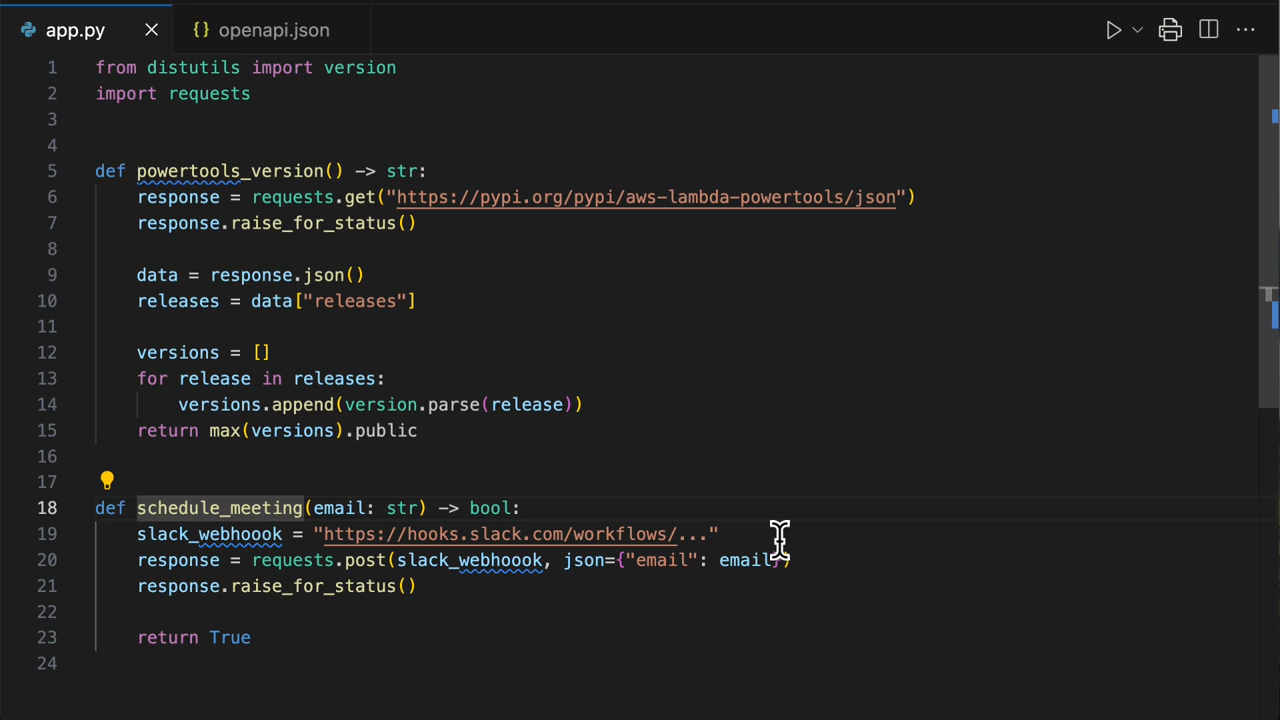 app.py
openapi.json
1 from distutils import version
2 import requests
3
4
5 def powertools_version() -> str:
6     response = requests.get("https://pypi.org/pypi/aws-lambda-powertools/json")
7     response.raise_for_status()
8
9     data = response.json()
10     releases = data["releases"]
11
12     versions = []
13     for release in releases:
14         versions.append(version.parse(release))
15     return max(versions).public
16
17
18 def schedule_meeting(email: str) -> bool:
19     slack_webhoook = "https://hooks.slack.com/workflows/..."
20     response = requests.post(slack_webhoook, json={"email": email})
21     response.raise_for_status()
22
23     return True
24